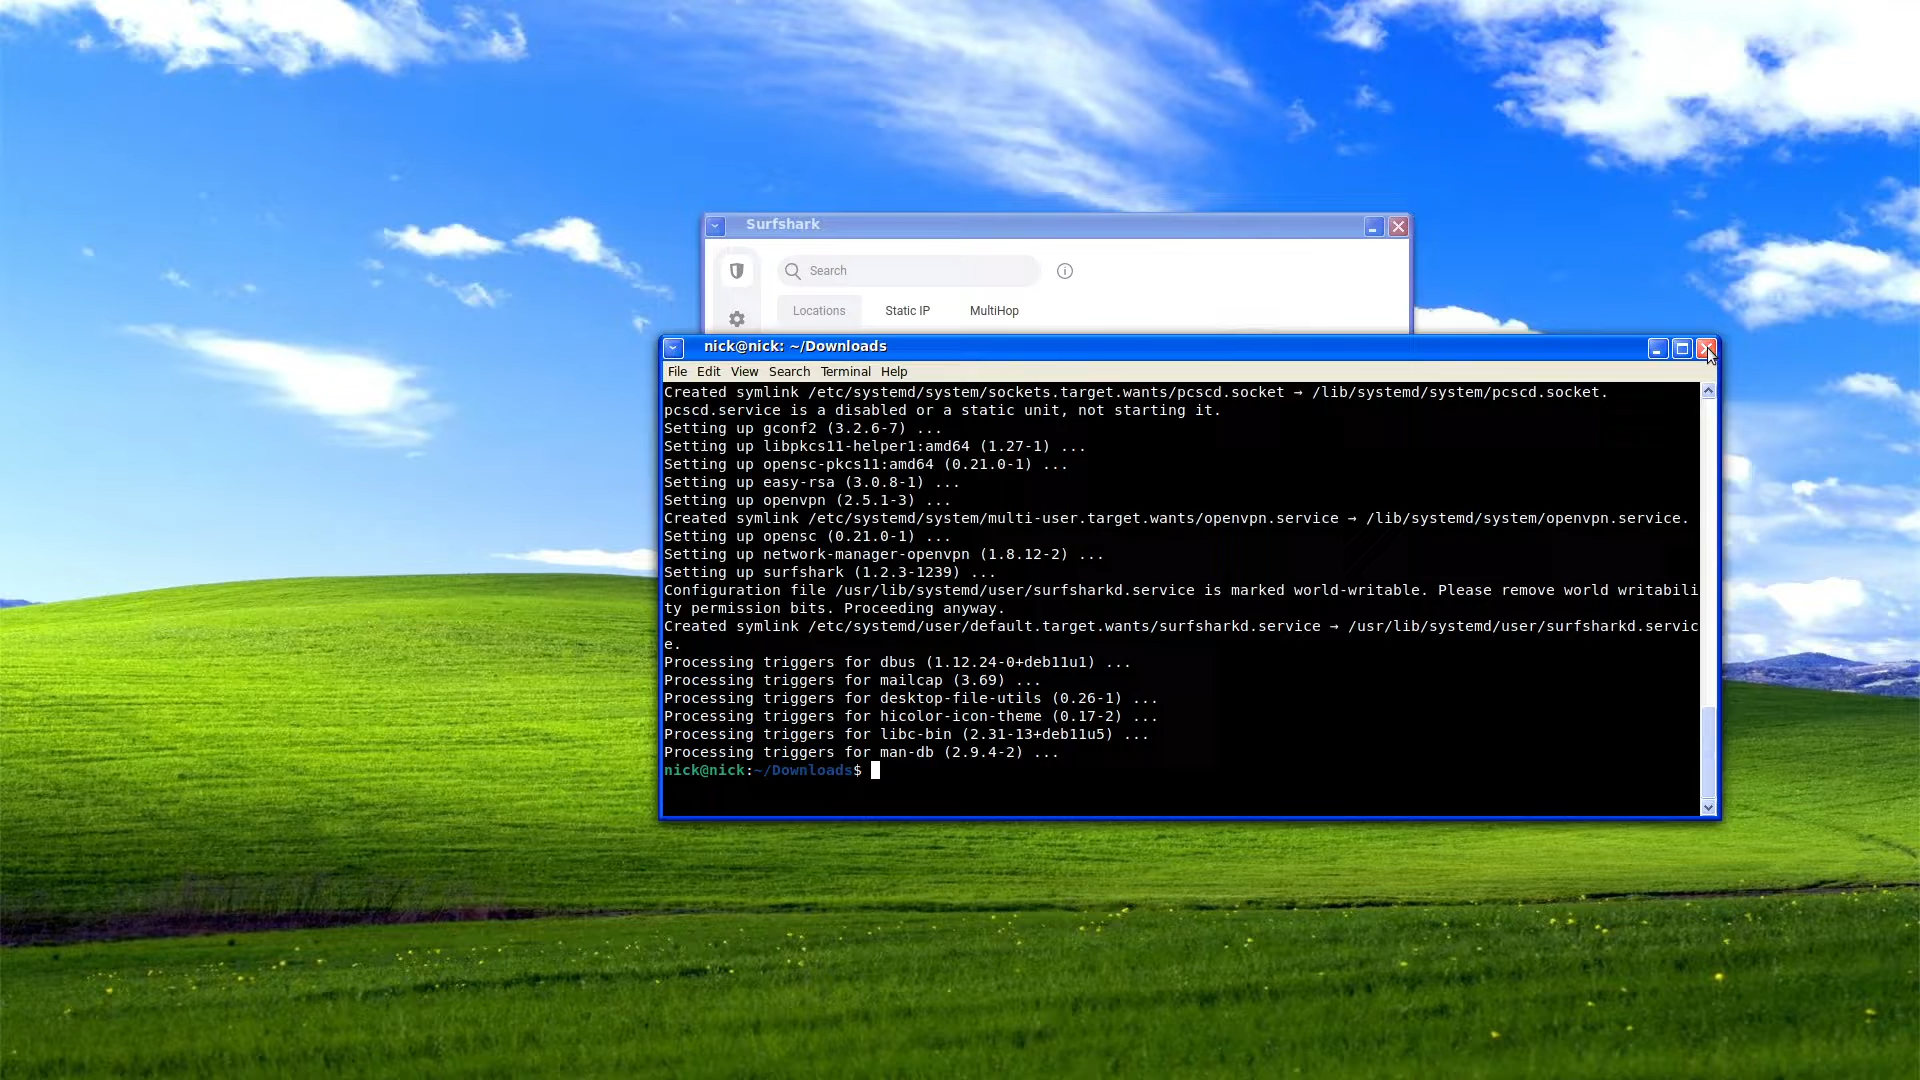 Surfshark
Search
Locations Static IP MultiHop
nick@nick: ~/Downloads
File Edit View Search Terminal Help
Created symlink /etc/systemd/system/sockets.target.wants/pcscd.socket → /lib/systemd/system/pcscd.socket.
pcscd.service is a disabled or a static unit, not starting it.
Setting up gconf2 (3.2.6-7) ...
Setting up libpkcs11-helper1:amd64 (1.27-1) ...
Setting up opensc-pkcs11:amd64 (0.21.0-1) ...
Setting up easy-rsa (3.0.8-1) ...
Setting up openvpn (2.5.1-3) ...
Created symlink /etc/systemd/system/multi-user.target.wants/openvpn.service → /lib/systemd/system/openvpn.service.
Setting up opensc (0.21.0-1) ...
Setting up network-manager-openvpn (1.8.12-2) ...
Setting up surfshark (1.2.3-1239) ...
Configuration file /usr/lib/systemd/user/surfsharkd.service is marked world-writable. Please remove world writabili
ty permission bits. Proceeding anyway.
Created symlink /etc/systemd/user/default.target.wants/surfsharkd.service → /usr/lib/systemd/user/surfsharkd.servic
e.
Processing triggers for dbus (1.12.24-0+deb11u1) ...
Processing triggers for mailcap (3.69) ...
Processing triggers for desktop-file-utils (0.26-1) ...
Processing triggers for hicolor-icon-theme (0.17-2) ...
Processing triggers for libc-bin (2.31-13+deb11u5) ...
Processing triggers for man-db (2.9.4-2) ...
nick@nick:~/Downloads$